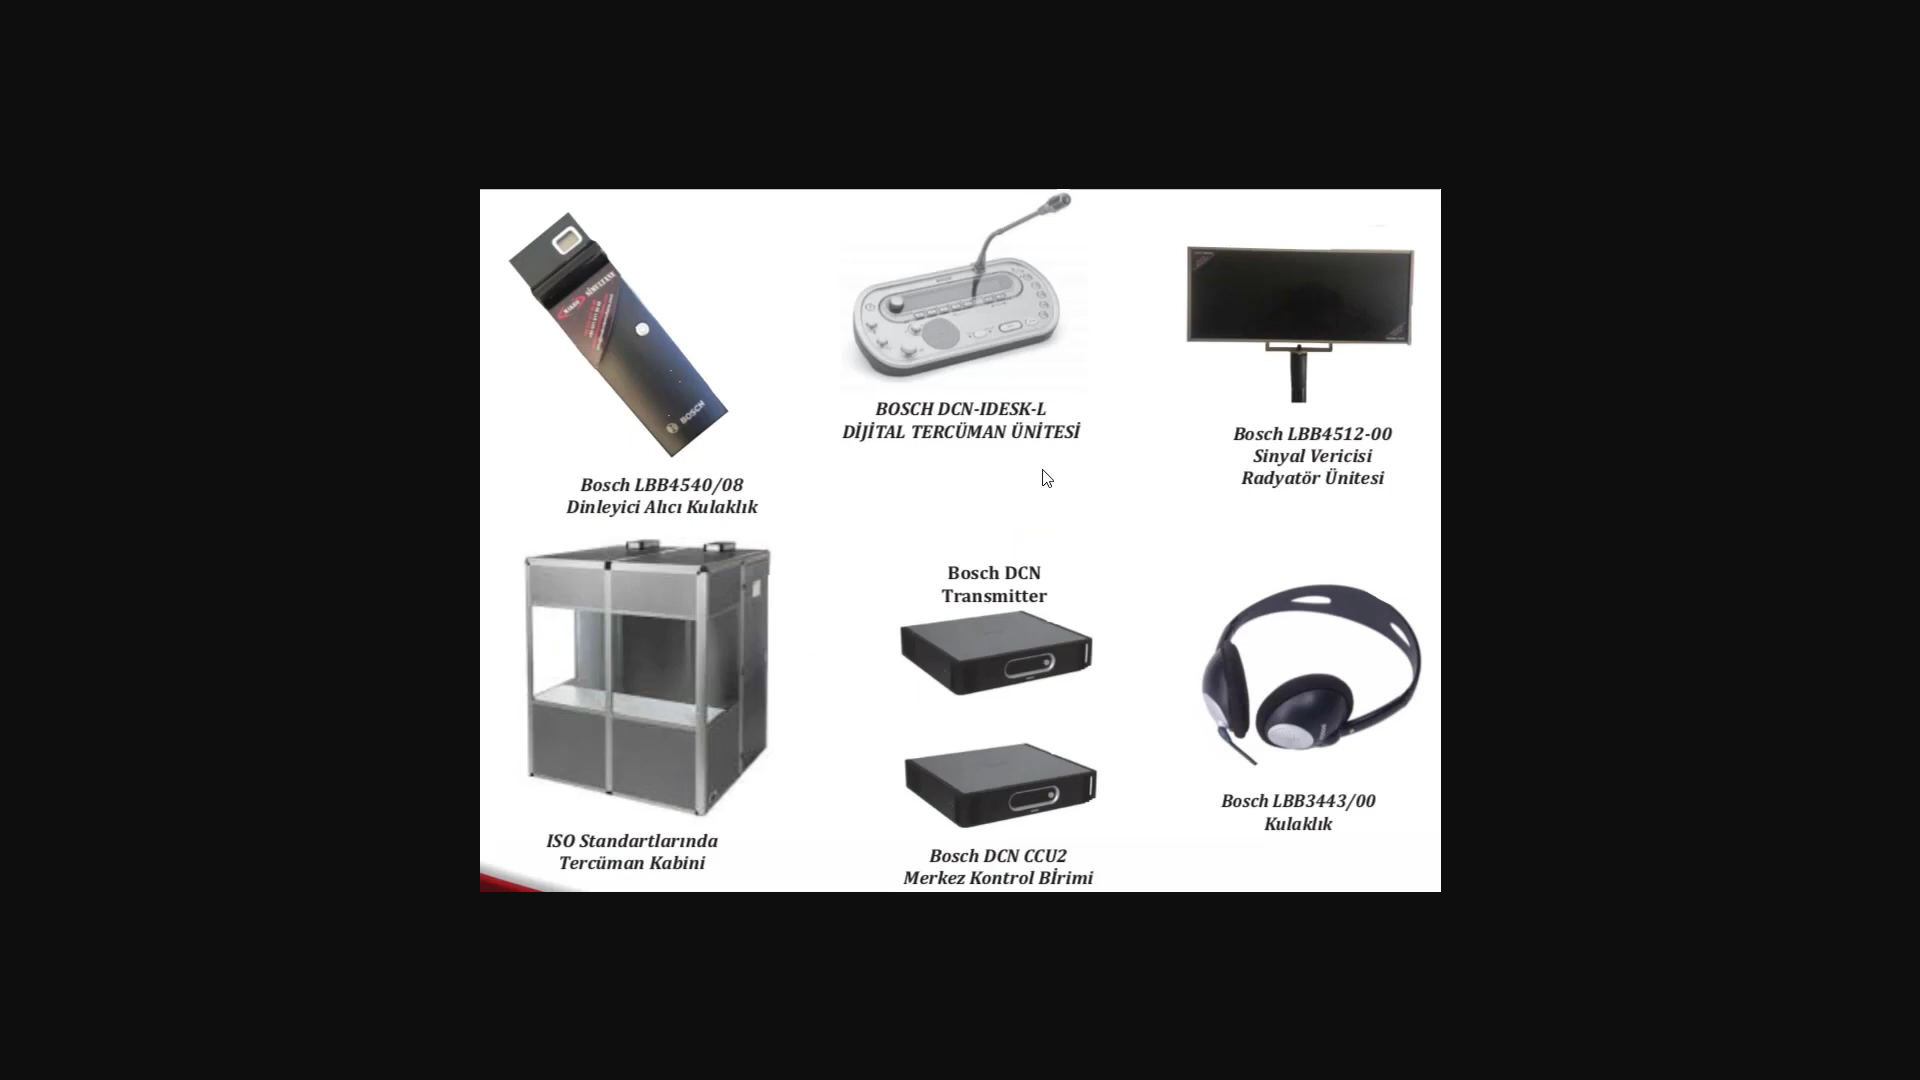 BOSCH
Bosch LBB4540/08
Dinleyici Alıcı Kulaklık
BOSCH DCN-IDESK-L
DİJİTAL TERCÜMAN ÜNİTESİ
Bosch LBB4512-00
Sinyal Vericisi
Radyatör Ünitesi
ISO Standartlarında
Tercüman Kabini
Bosch DCN
Transmitter
Bosch DCN CCU2
Merkez Kontrol Bİrimi
Bosch LBB3443/00
Kulaklık